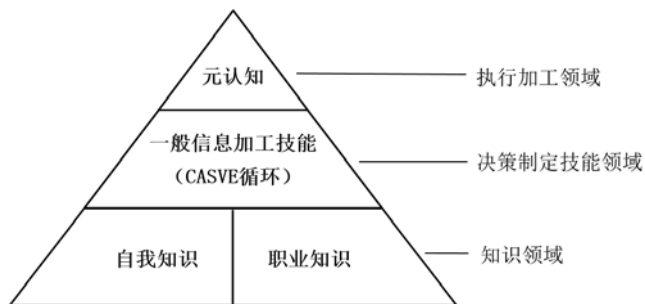 元认知
执行加工领域
一般信息加工技能
（CASVE循环）
决策制定技能领域
自我知识
职业知识
知识领域